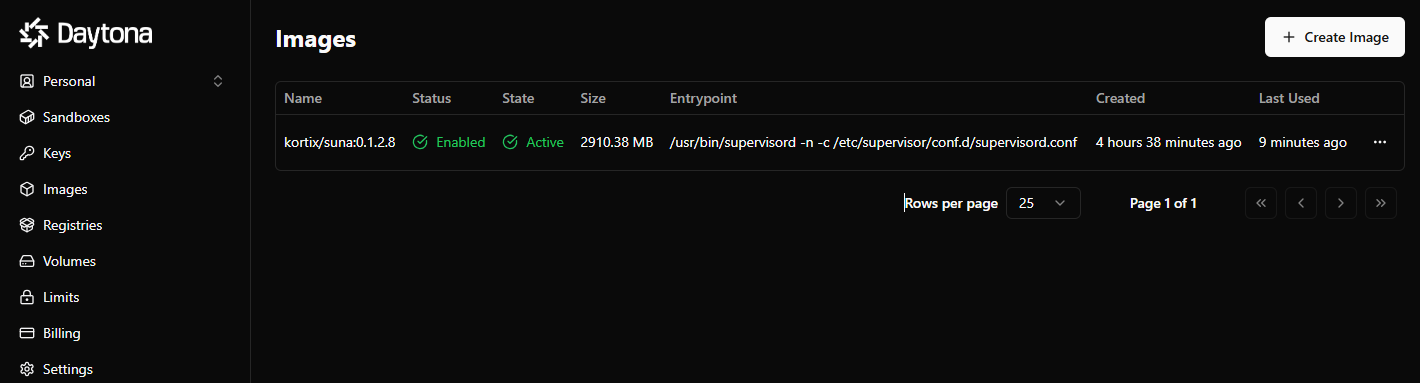 Daytona
Personal
Sandboxes
Keys
Images
Registries
Volumes
Limits
Billing
Settings
Images
Create Image
Name Status State Size Entrypoint Created Last Used
kortix/suna:0.1.2.8 Enabled Active 2910.38 MB /usr/bin/supervisord -n -c /etc/supervisor/conf.d/supervisord.conf 4 hours 38 minutes ago 9 minutes ago
Rows per page 25 Page 1 of 1